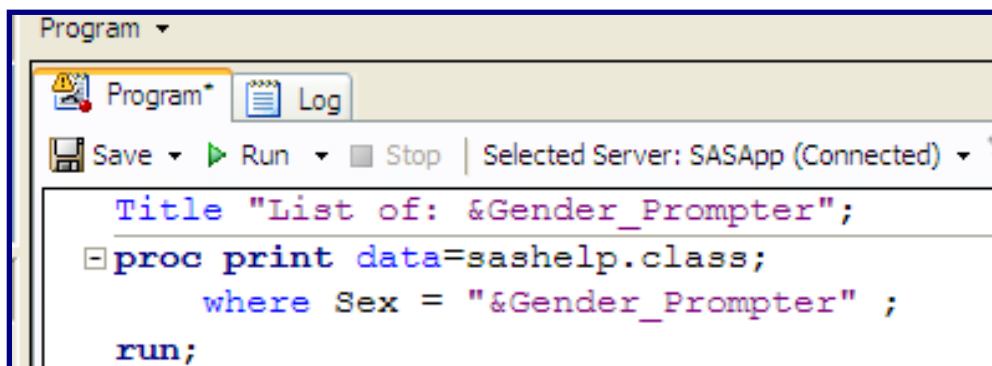 Program
Program* Log
Save Run Stop Selected Server: SASApp (Connected)
Title "List of: &Gender_Prompter";
proc print data=sashelp.class;
where Sex = "&Gender_Prompter" ;
run;